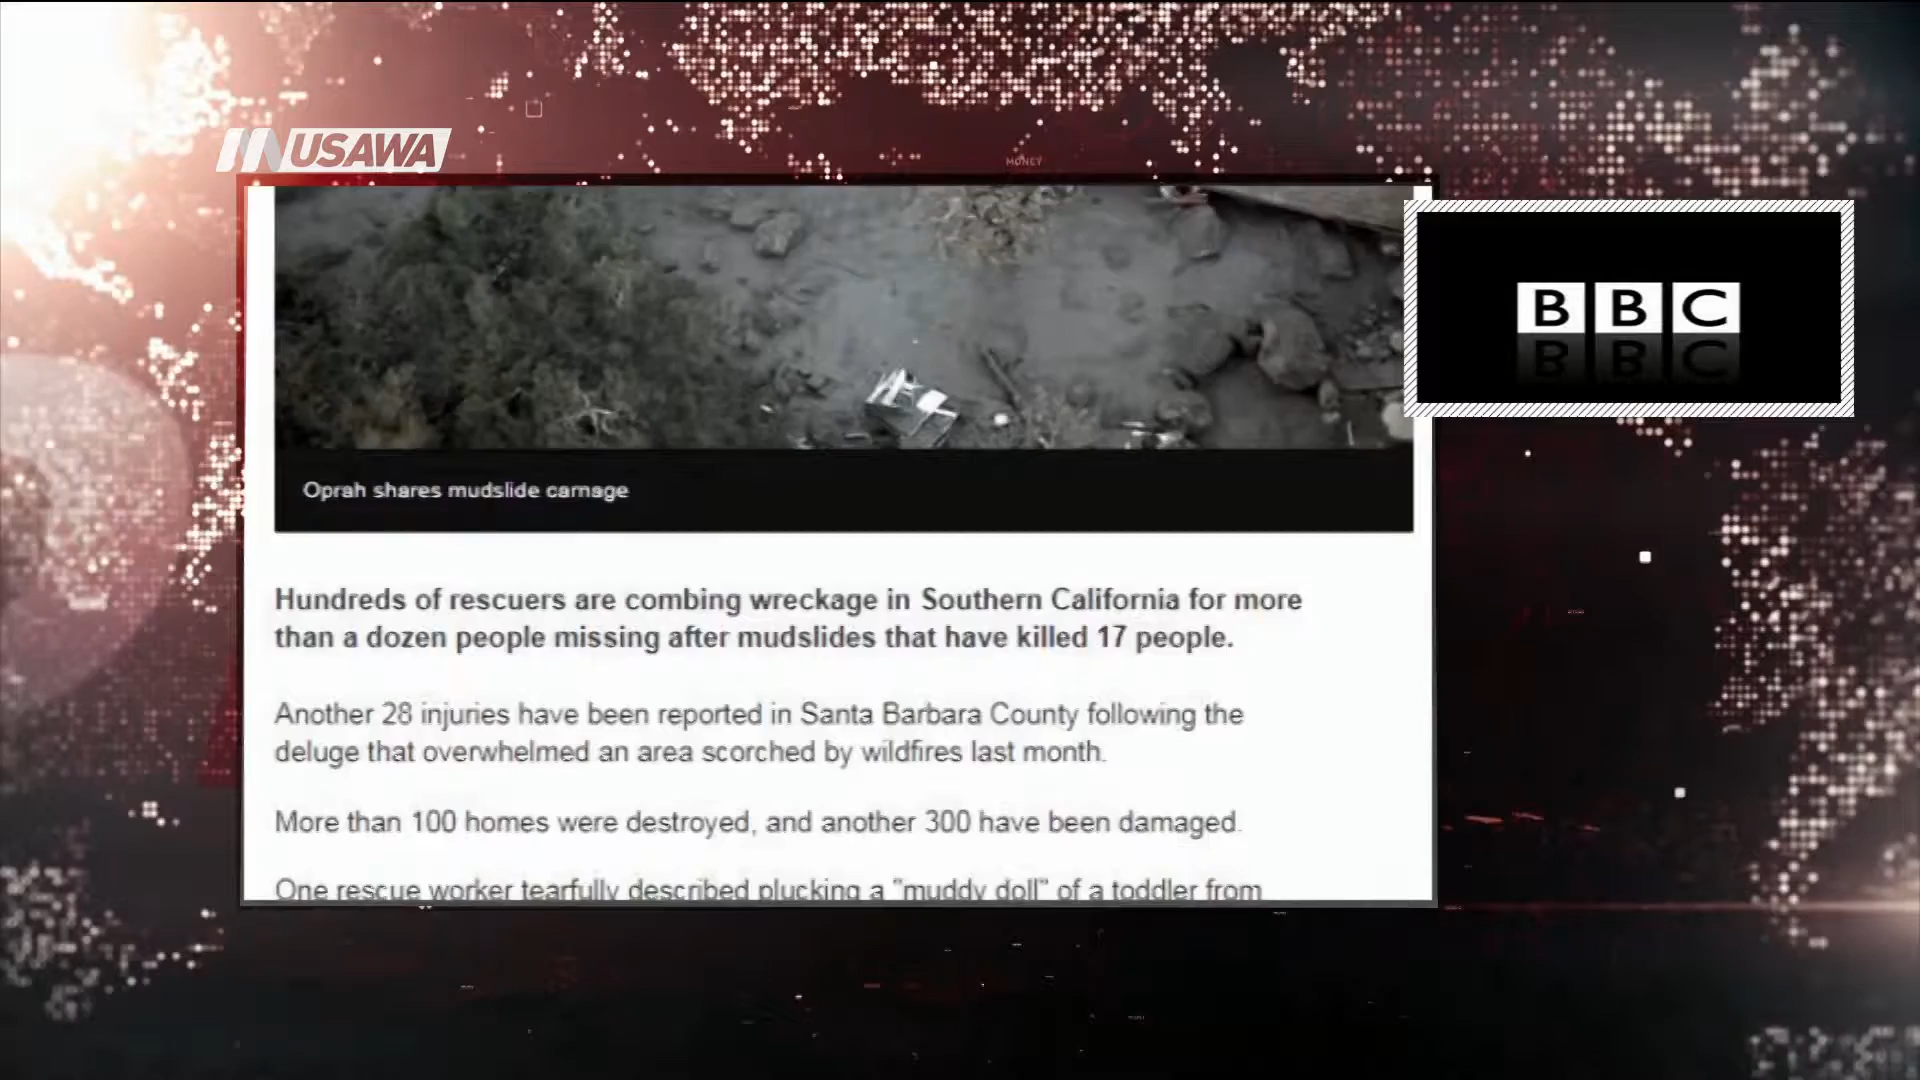 MUSAWA
MONEY
BBC
Oprah shares mudslide carnage
Hundreds of rescuers are combing wreckage in Southern California for more
than a dozen people missing after mudslides that have killed 17 people.
Another 28 injuries have been reported in Santa Barbara County following the
deluge that overwhelmed an area scorched by wildfires last month.
More than 100 homes were destroyed, and another 300 have been damaged.
One rescue worker tearfully described plucking a "muddy doll" of a toddler from